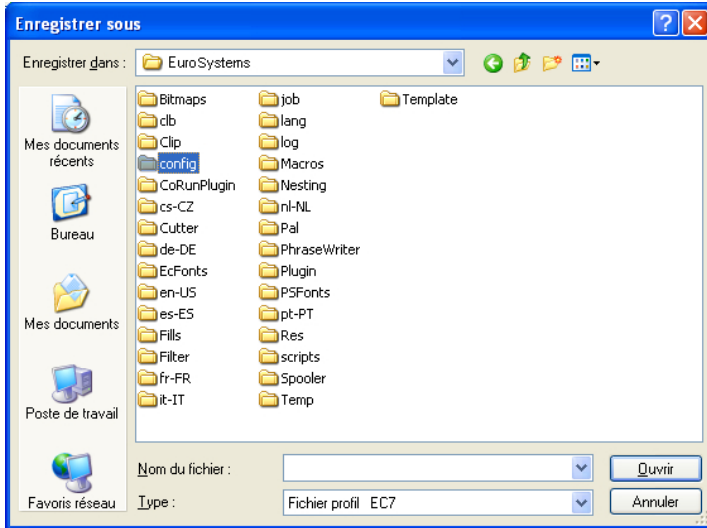 Enregistrer sous
Enregistrer dans :
EuroSystems
Mes documents
récents
Bureau
Mes documents
Poste de travail
Favoris réseau
Bitmaps
clb
Clip
config
CoRunPlugin
cs-CZ
Cutter
de-DE
EcFonts
en-US
es-ES
Fills
Filter
fr-FR
it-IT
job
lang
log
Macros
Nesting
nl-NL
Pal
PhraseWriter
Plugin
PSFonts
pt-PT
Res
scripts
Spooler
Temp
Template
Nom du fichier :
Ouvrir
Type :
Fichier profil EC7
Annuler